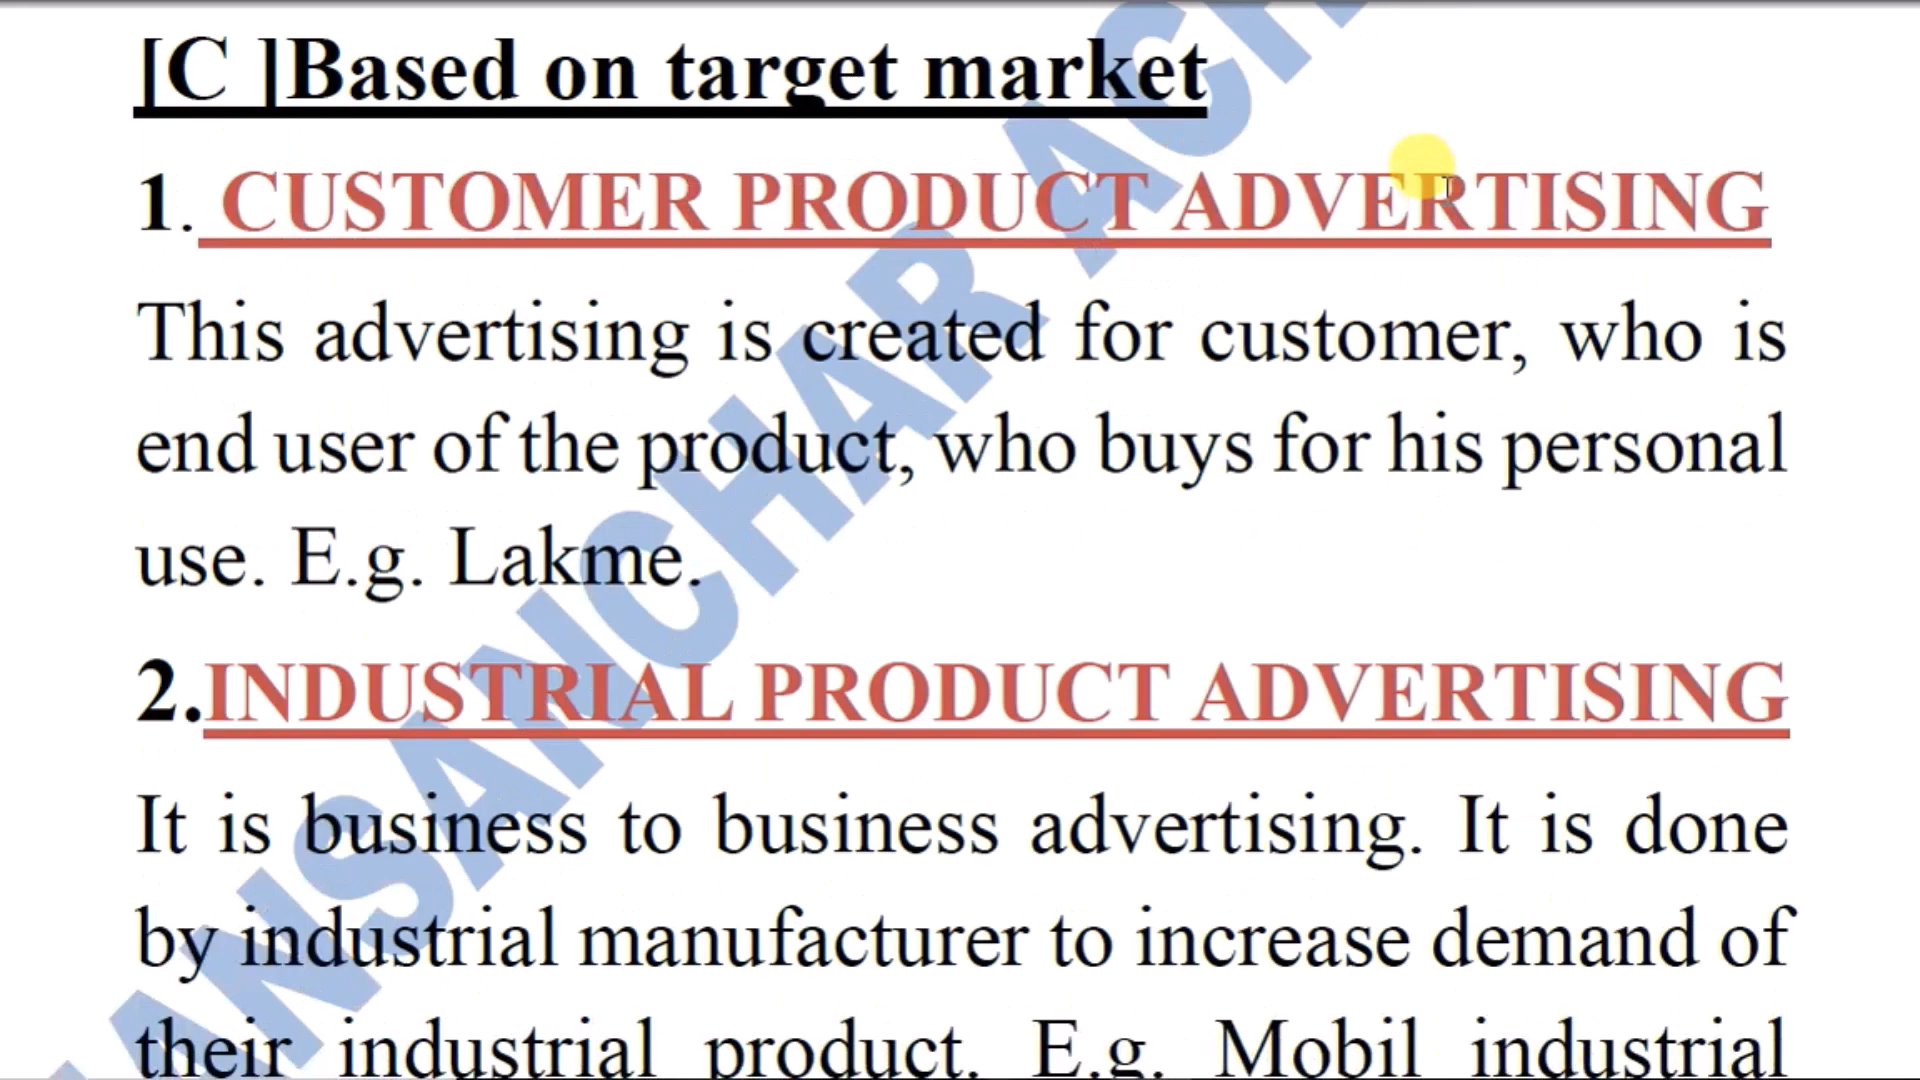 [C ]Based on target market
1. CUSTOMER PRODUCT ADVERTISING
This advertising is created for customer, who is
end user of the product, who buys for his personal
use. E.g. Lakme.
2.INDUSTRIAL PRODUCT ADVERTISING
It is business to business advertising. It is done
by industrial manufacturer to increase demand of
their industrial product. E.g. Mobil industrial
ANSANCHAR ACH